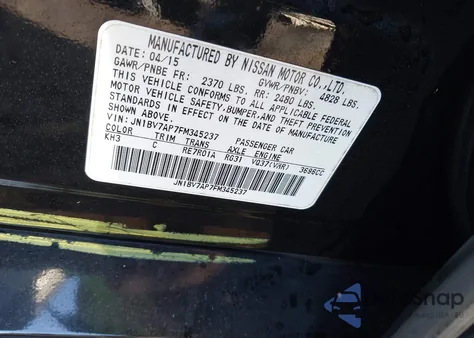 MANUFACTURED BY NISSAN MOTOR CO.,LTD.
DATE: 04/15 GVWR/PNBV: 4828 LBS.
GAWR/PNBE FR: 2370 LBS. RR: 2480 LBS.
THIS VEHICLE CONFORMS TO ALL APPLICABLE FEDERAL
MOTOR VEHICLE SAFETY,BUMPER,AND THEFT PREVENTION
STANDARDS IN EFFECT ON THE DATE OF MANUFACTURE
SHOWN ABOVE.
VIN: JN1BV7AP7FM345237 PASSENGER CAR
COLOR TRIM TRANS AXLE ENGINE
KH3 C RE7R01A RG31 VQ37(VHR) 3696CC
JN1BV7AP7FM345237